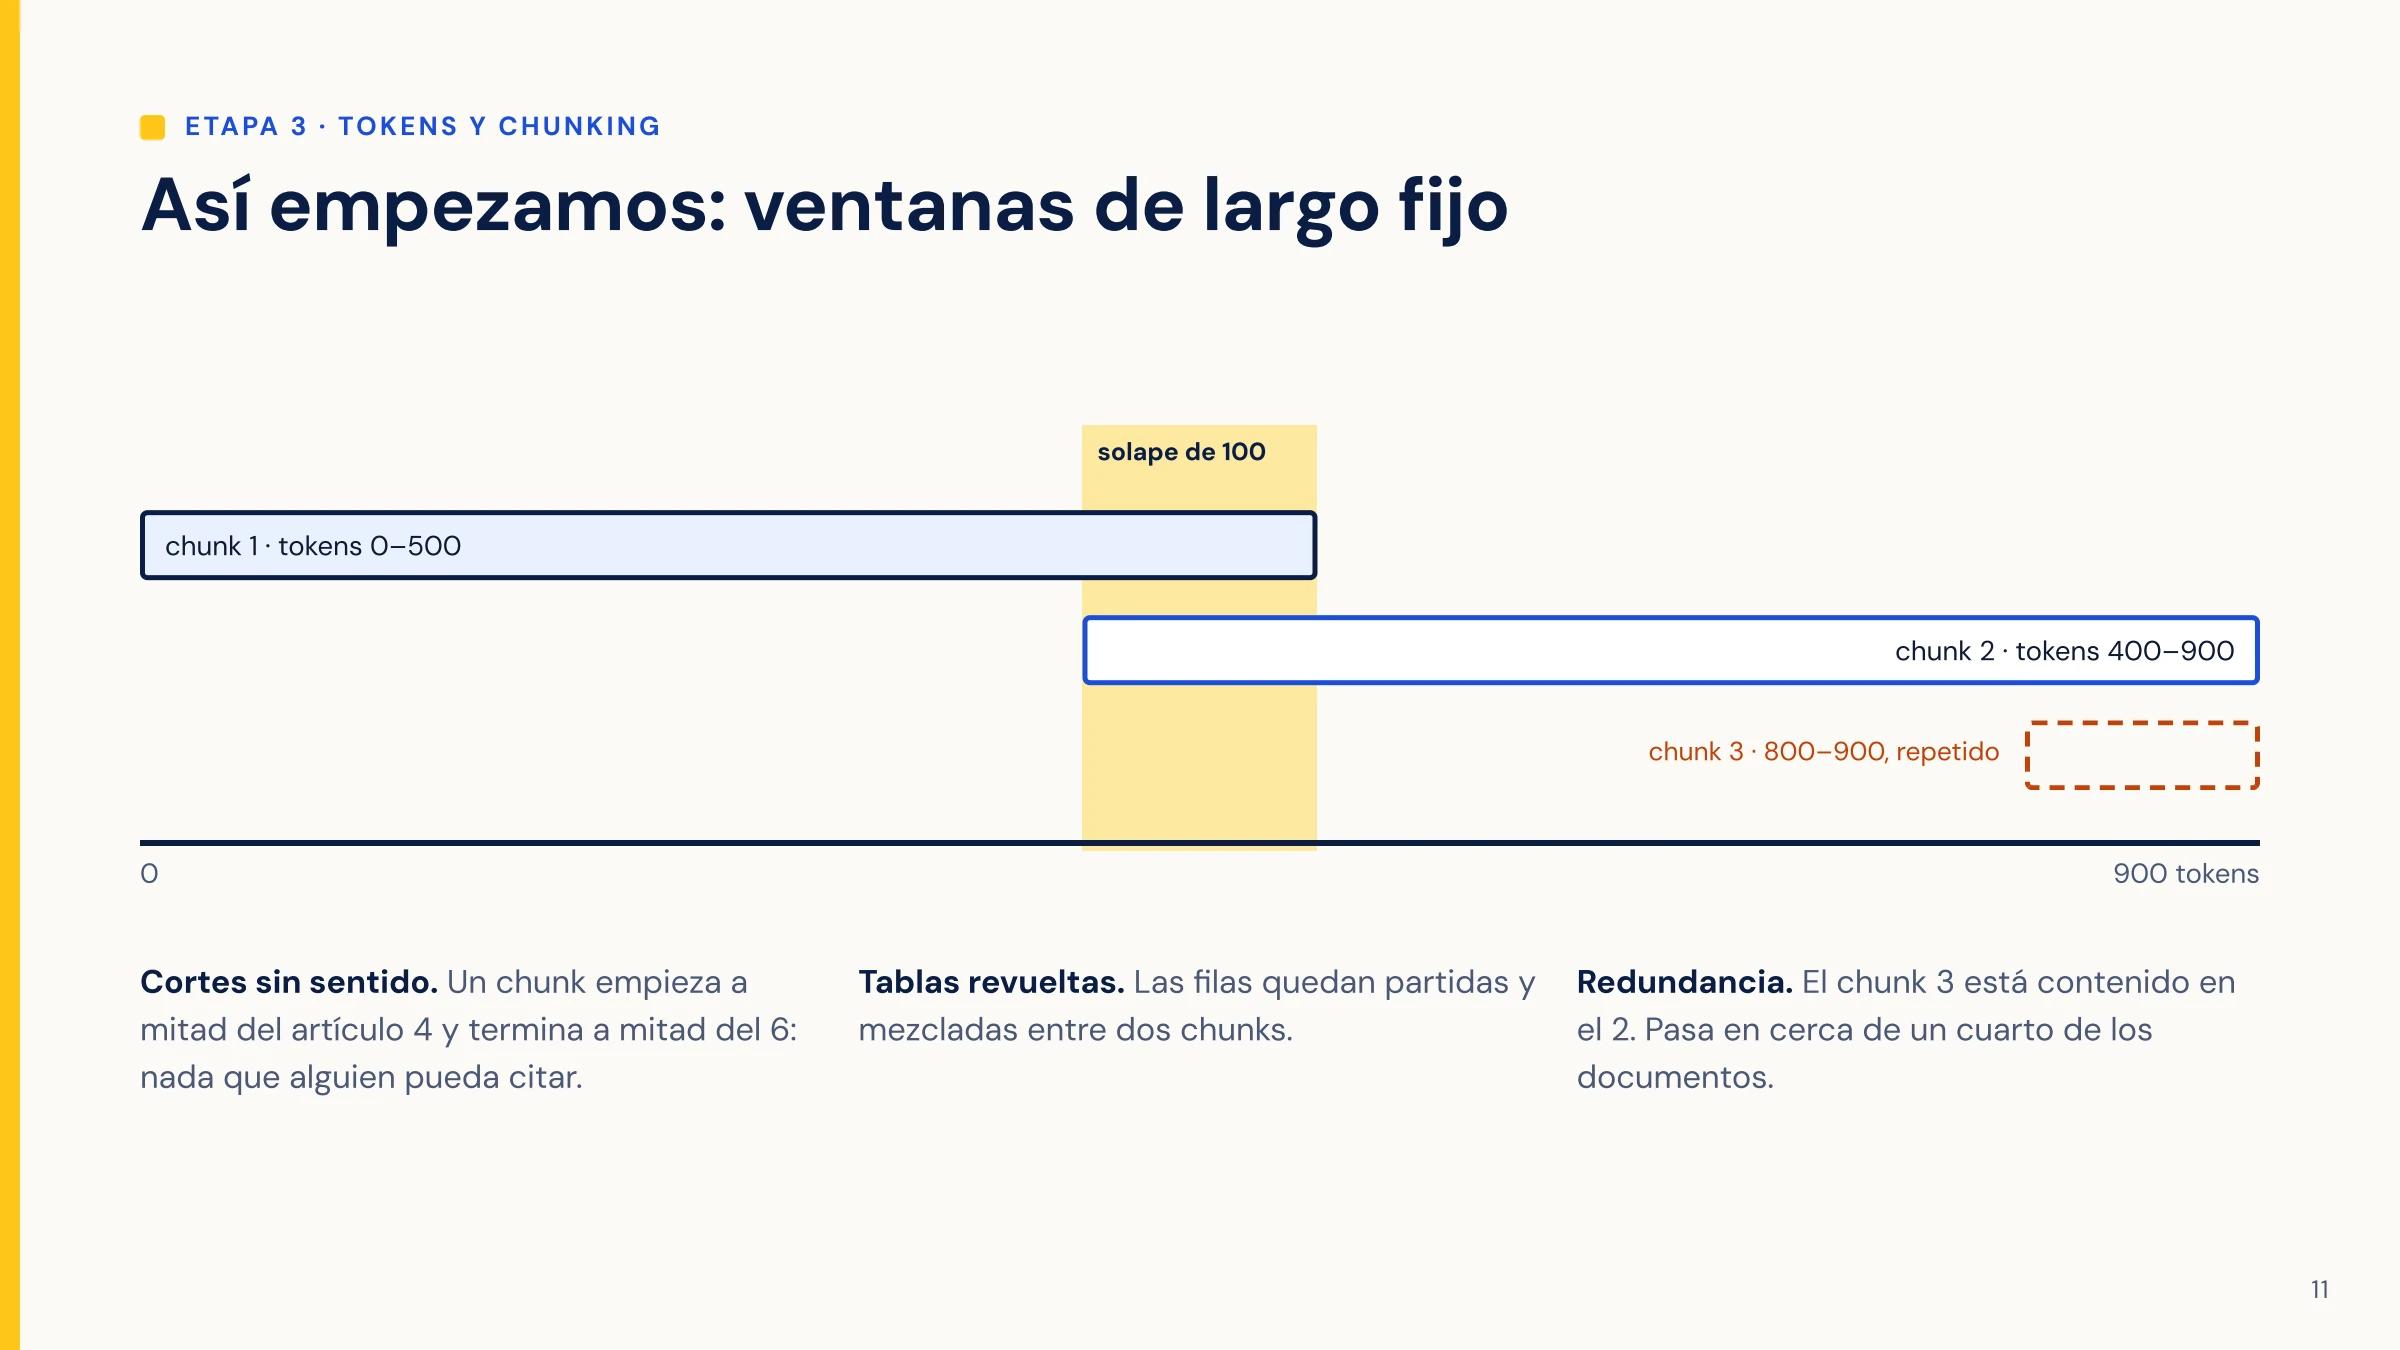 ETAPA 3 · TOKENS Y CHUNKING
Así empezamos: ventanas de largo fijo
solape de 100
chunk 1 · tokens 0–500
chunk 2 · tokens 400–900
chunk 3 · 800–900, repetido
0
900 tokens
Cortes sin sentido. Un chunk empieza a
mitad del artículo 4 y termina a mitad del 6:
nada que alguien pueda citar.
Tablas revueltas. Las filas quedan partidas y
mezcladas entre dos chunks.
Redundancia. El chunk 3 está contenido en
el 2. Pasa en cerca de un cuarto de los
documentos.
11